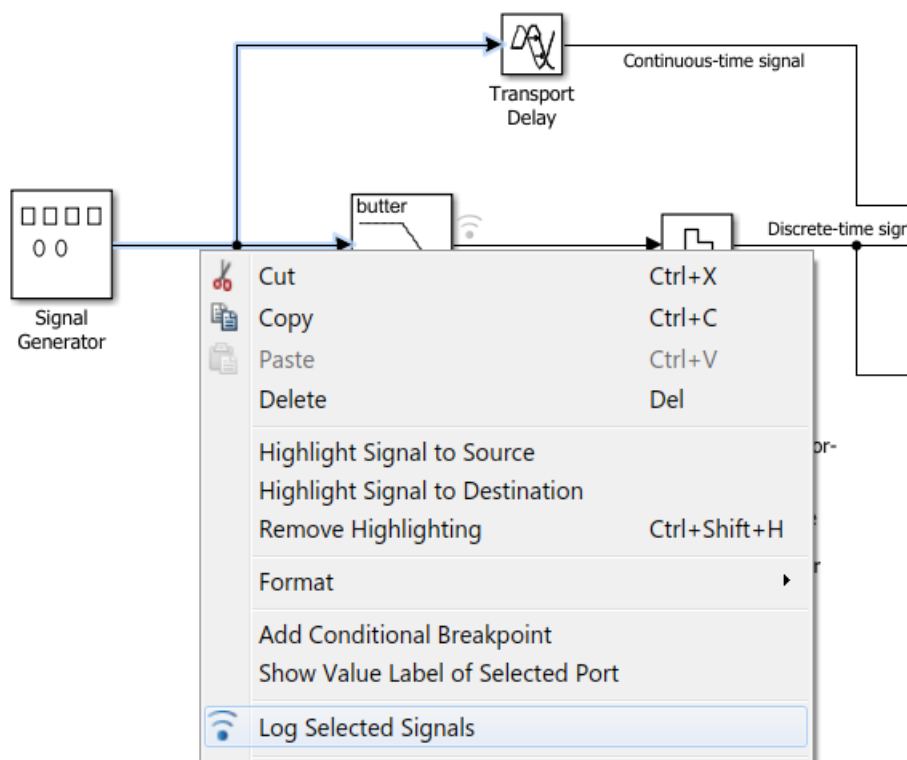 Continuous-time signal
Transport
Delay
butter
Discrete-time sign
Signal
Generator
Cut Ctrl+X
Copy Ctrl+C
Paste Ctrl+V
Delete Del
Highlight Signal to Source
or-
Highlight Signal to Destination
Remove Highlighting Ctrl+Shift+H
Format
Add Conditional Breakpoint
Show Value Label of Selected Port
Log Selected Signals